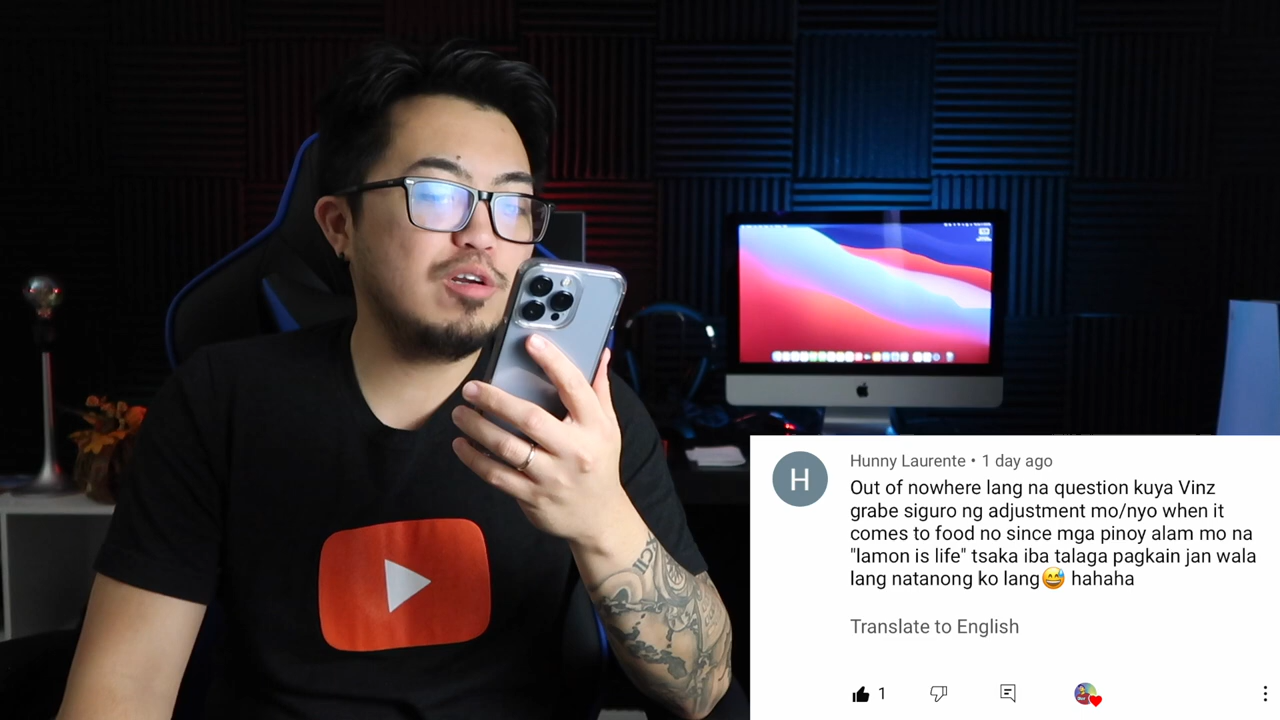 Hunny Laurente • 1 day ago
Out of nowhere lang na question kuya Vinz
grabe siguro ng adjustment mo/nyo when it
comes to food no since mga pinoy alam mo na
"lamon is life" tsaka iba talaga pagkain jan wala
lang natanong ko lang😅 hahaha
Translate to English
1
H